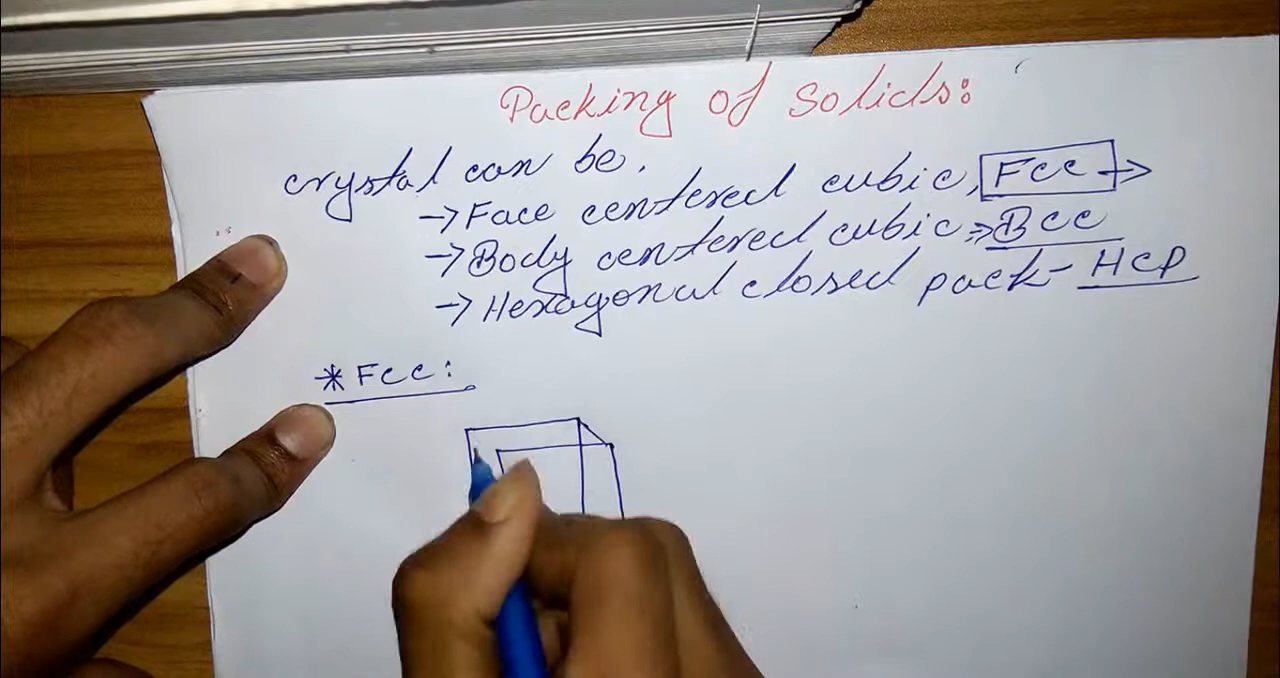 Packing of Solids:
crystal can be.
→ Face centered cubic, Fcc →
→ Body centered cubic ⇒ Bcc
→ Hexagonal closed pack - HCP
* Fcc: